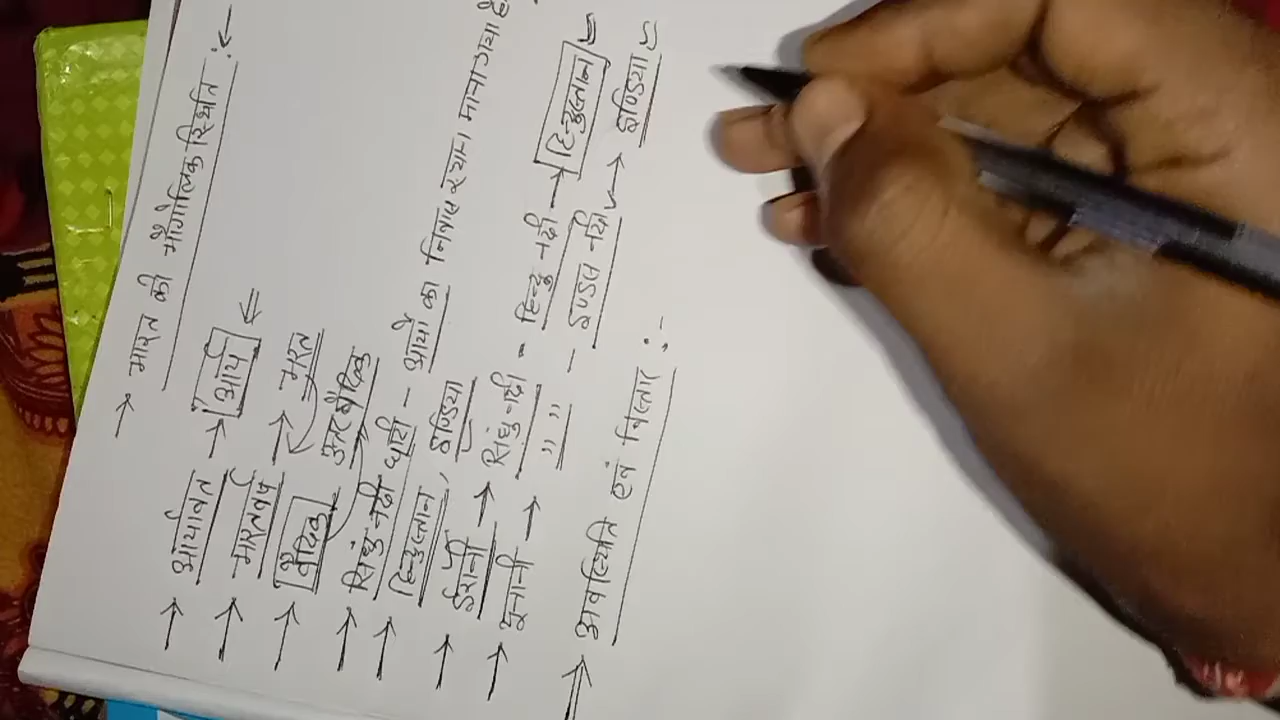 → भारत की भौगोलिक स्थिति :←
→ आर्यावर्त → आर्य ⇐
→ भारतवर्ष → भरत
→ वैदिक उत्तर वैदिक
→ सिंधु नदी घाटी – आर्यों का निवास स्थान माना गया है
→ हिन्दुस्तान, इण्डिया
→ ईरानी → सिंधु नदी - हिन्दु नदी → हिन्दुस्तान
→ यूनानी → " " - इण्डस नदी → इण्डिया
⇒ अवस्थिति एवं विस्तार :-